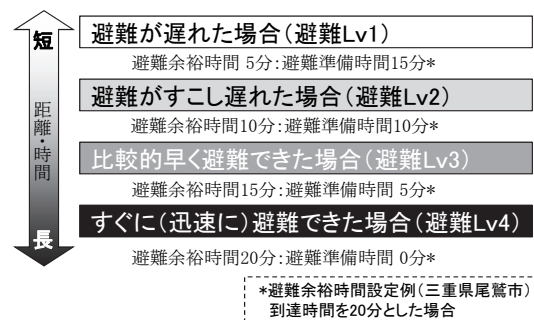 短
距離・時間
長
避難が遅れた場合(避難Lv1)
避難余裕時間 5分:避難準備時間15分*
避難がすこし遅れた場合(避難Lv2)
避難余裕時間10分:避難準備時間10分*
比較的早く避難できた場合(避難Lv3)
避難余裕時間15分:避難準備時間 5分*
すぐに(迅速に)避難できた場合(避難Lv4)
避難余裕時間20分:避難準備時間 0分*
*避難余裕時間設定例(三重県尾鷲市)
到達時間を20分とした場合